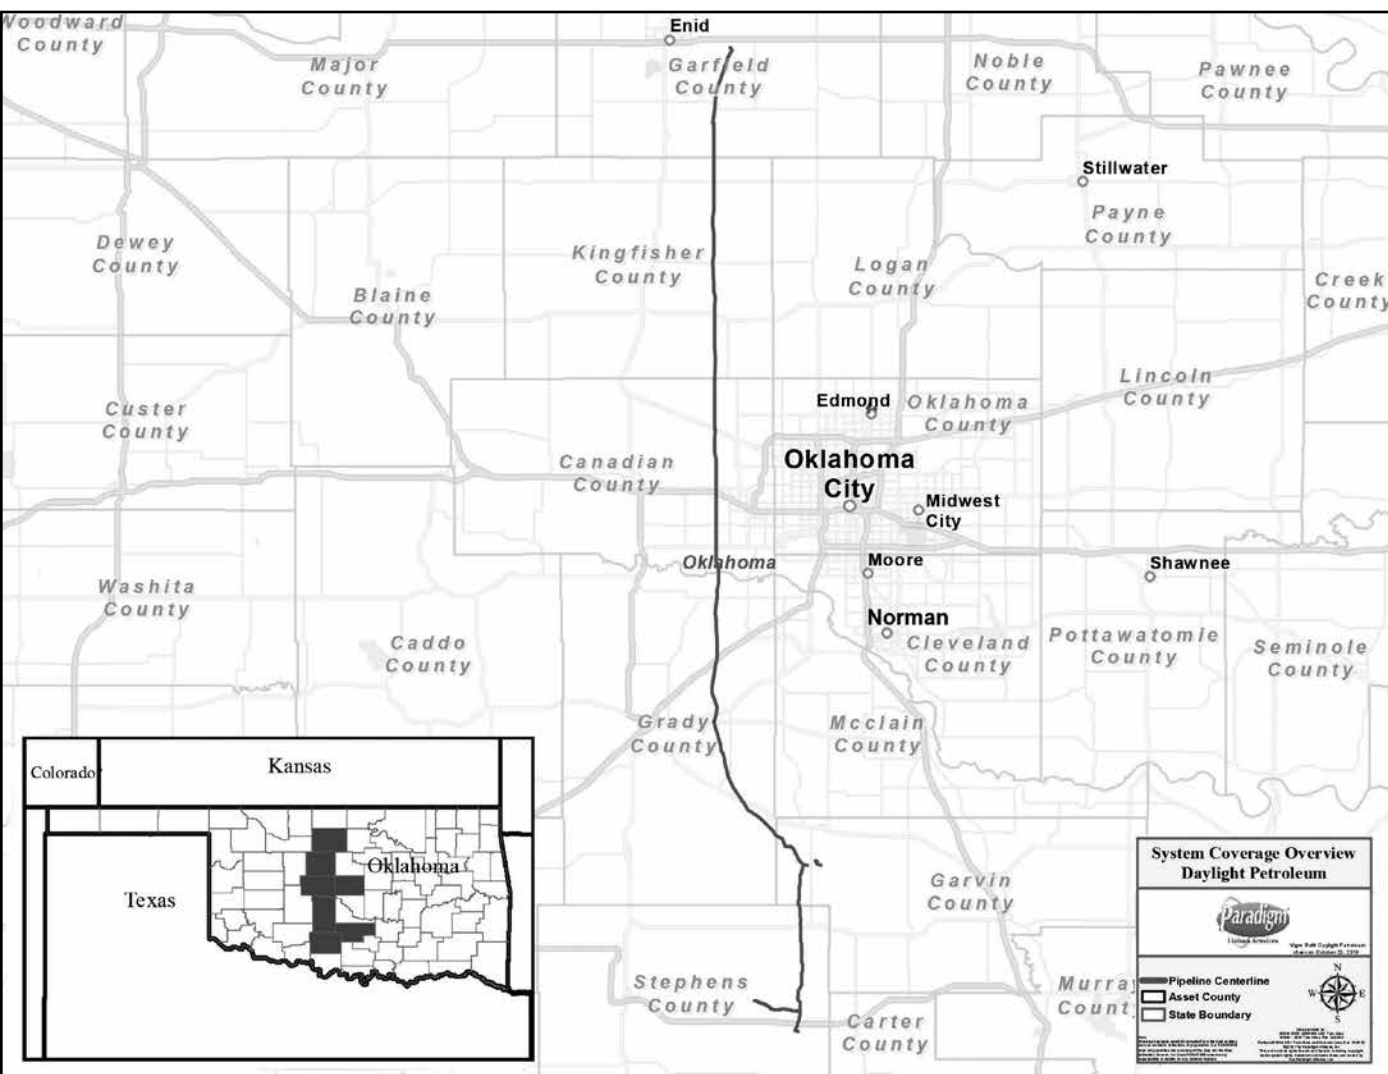 Woodward
County
Enid
Major
County
Garfield
County
Noble
County
Pawnee
County
Stillwater
Payne
County
Dewey
County
Kingfisher
County
Logan
County
Blaine
County
Creek
County
Lincoln
County
Edmond
Oklahoma
County
Custer
County
Canadian
County
Oklahoma
City
Midwest
City
Oklahoma
Moore
Shawnee
Washita
County
Norman
Caddo
County
Cleveland
County
Pottawatomie
County
Seminole
County
Grady
County
Mcclain
County
Colorado
Kansas
Oklahoma
Texas
Garvin
County
Stephens
County
Murray
County
Carter
County
System Coverage Overview
Daylight Petroleum
Paradigm
Pipeline Centerline
Asset County
State Boundary
N
W E
S